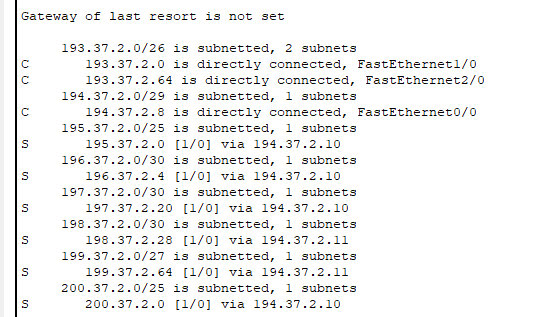 Gateway of last resort is not set
193.37.2.0/26 is subnetted, 2 subnets
C 193.37.2.0 is directly connected, FastEthernet1/0
C 193.37.2.64 is directly connected, FastEthernet2/0
194.37.2.0/29 is subnetted, 1 subnets
C 194.37.2.8 is directly connected, FastEthernet0/0
195.37.2.0/25 is subnetted, 1 subnets
S 195.37.2.0 [1/0] via 194.37.2.10
196.37.2.0/30 is subnetted, 1 subnets
S 196.37.2.4 [1/0] via 194.37.2.10
197.37.2.0/30 is subnetted, 1 subnets
S 197.37.2.20 [1/0] via 194.37.2.10
198.37.2.0/30 is subnetted, 1 subnets
S 198.37.2.28 [1/0] via 194.37.2.11
199.37.2.0/27 is subnetted, 1 subnets
S 199.37.2.64 [1/0] via 194.37.2.11
200.37.2.0/25 is subnetted, 1 subnets
S 200.37.2.0 [1/0] via 194.37.2.10